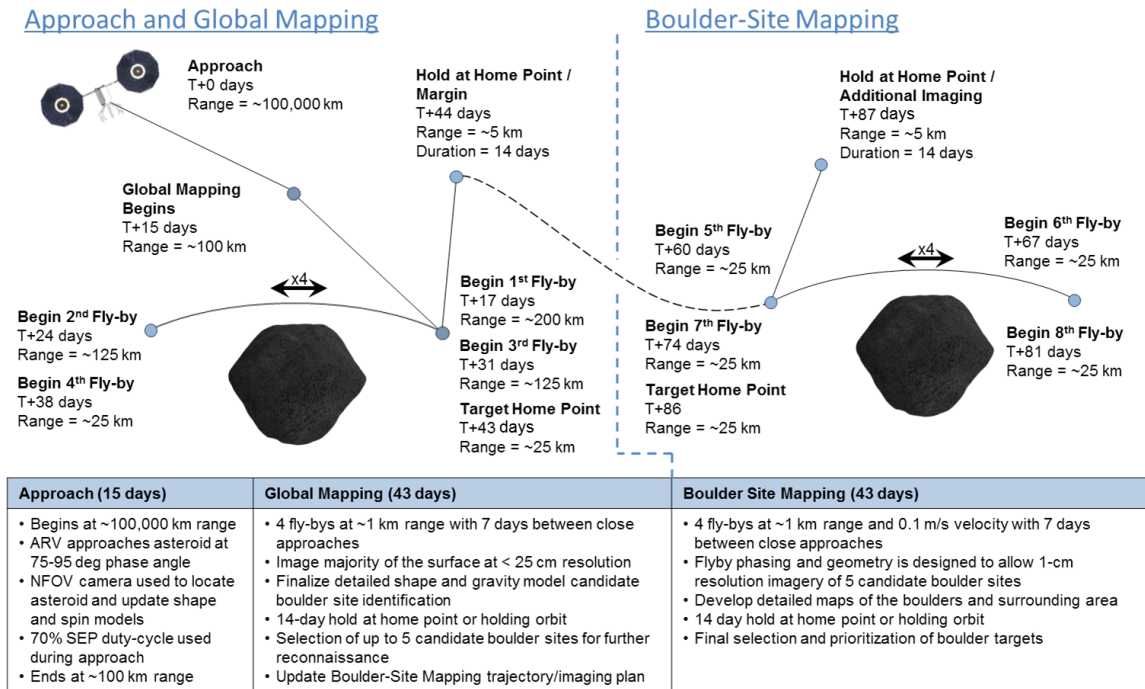 Approach and Global Mapping
Boulder-Site Mapping
Approach
T+0 days
Range = ~100,000 km
Global Mapping
Begins
T+15 days
Range = ~100 km
Hold at Home Point /
Margin
T+44 days
Range = ~5 km
Duration = 14 days
x4
Begin 2nd Fly-by
T+24 days
Range = ~125 km
Begin 4th Fly-by
T+38 days
Range = ~25 km
Begin 1st Fly-by
T+17 days
Range = ~200 km
Begin 3rd Fly-by
T+31 days
Range = ~125 km
Target Home Point
T+43 days
Range = ~25 km
Hold at Home Point /
Additional Imaging
T+87 days
Range = ~5 km
Duration = 14 days
Begin 5th Fly-by
T+60 days
Range = ~25 km
x4
Begin 6th Fly-by
T+67 days
Range = ~25 km
Begin 7th Fly-by
T+74 days
Range = ~25 km
Target Home Point
T+86
Range = ~25 km
Begin 8th Fly-by
T+81 days
Range = ~25 km
Approach (15 days)
• Begins at ~100,000 km range
• ARV approaches asteroid at
75-95 deg phase angle
• NFOV camera used to locate
asteroid and update shape
and spin models
• 70% SEP duty-cycle used
during approach
• Ends at ~100 km range
Global Mapping (43 days)
• 4 fly-bys at ~1 km range with 7 days between close
approaches
• Image majority of the surface at < 25 cm resolution
• Finalize detailed shape and gravity model candidate
boulder site identification
• 14-day hold at home point or holding orbit
• Selection of up to 5 candidate boulder sites for further
reconnaissance
• Update Boulder-Site Mapping trajectory/imaging plan
Boulder Site Mapping (43 days)
• 4 fly-bys at ~1 km range and 0.1 m/s velocity with 7 days
between close approaches
• Flyby phasing and geometry is designed to allow 1-cm
resolution imagery of 5 candidate boulder sites
• Develop detailed maps of the boulders and surrounding area
• 14 day hold at home point or holding orbit
• Final selection and prioritization of boulder targets